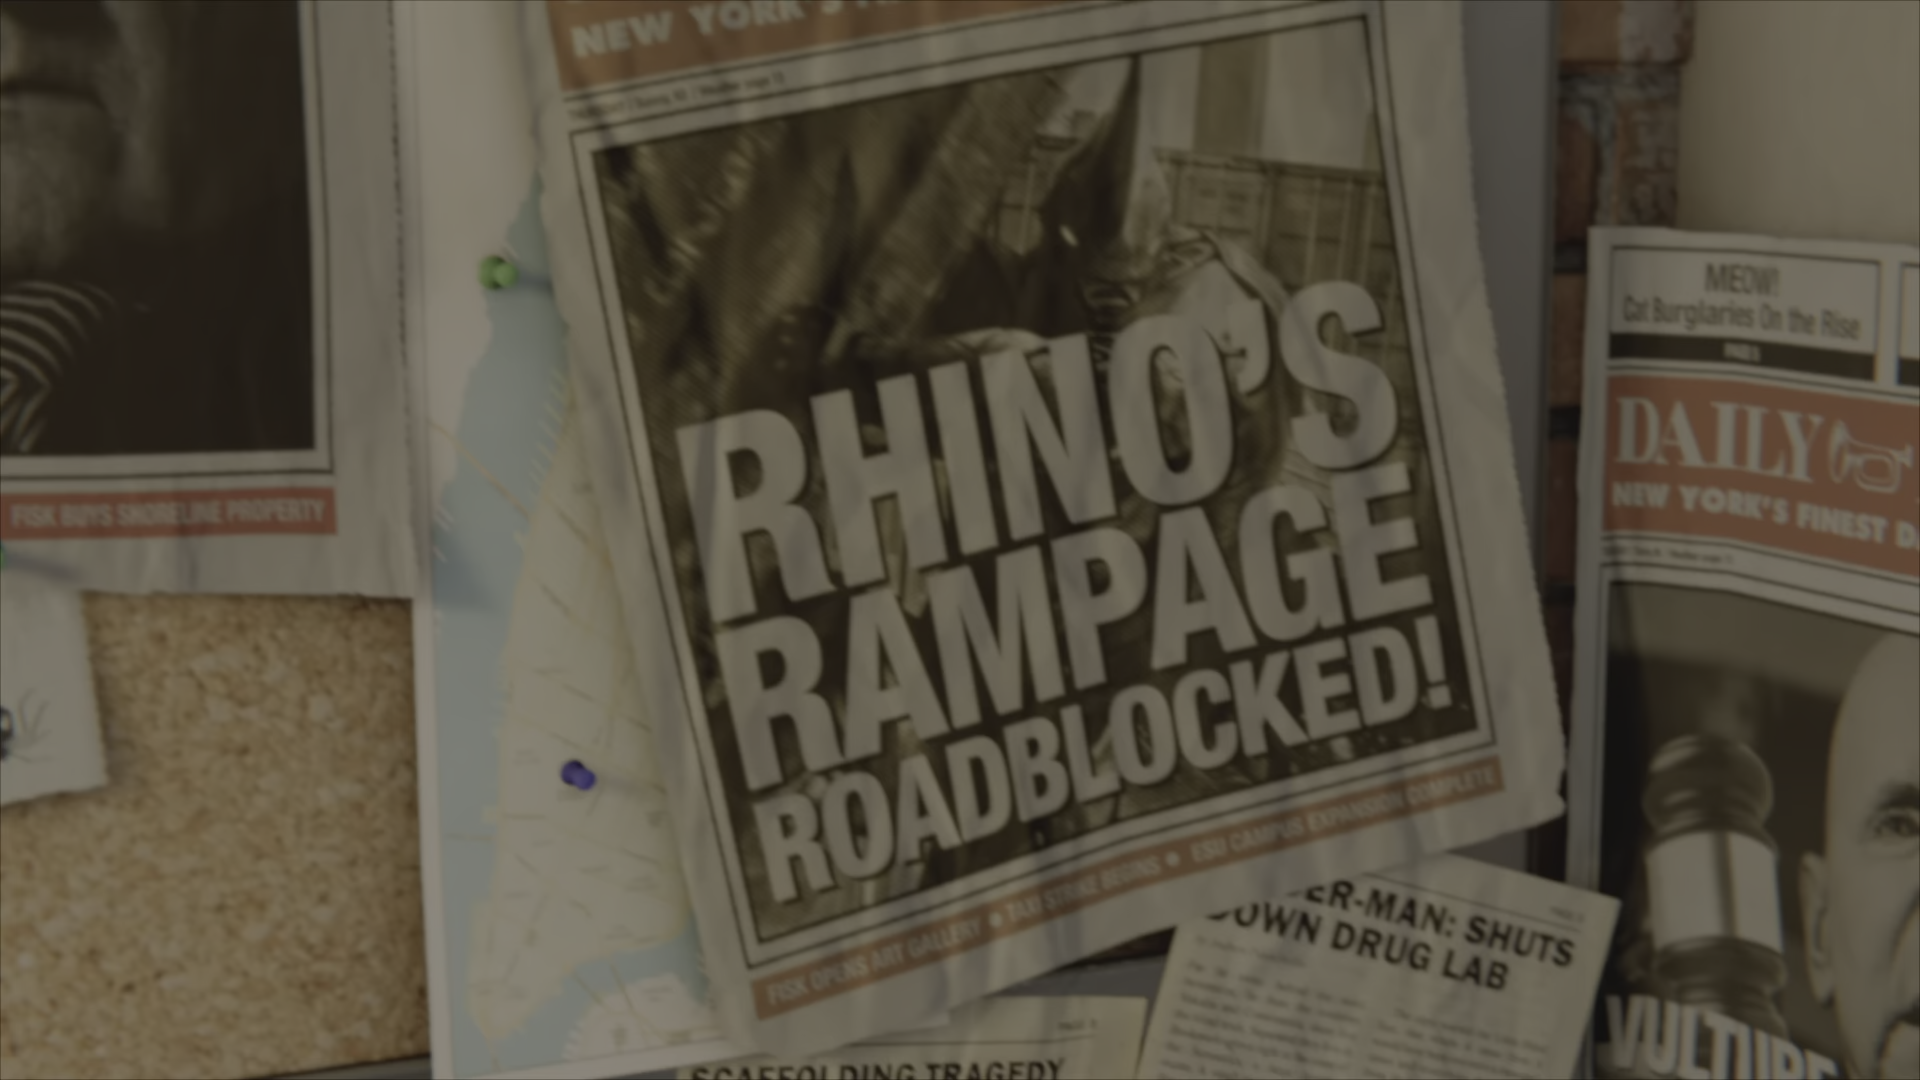 NEW YORK'S
RHINO'S
RAMPAGE
ROADBLOCKED!
FISK OPENS ART GALLERY ● TAXI STRIKE BEGINS ● ESU CAMPUS EXPANSION COMPLETE
FISK BUYS SHORELINE PROPERTY
MEOW!
Cat Burglaries On the Rise
DAILY
NEW YORK'S FINEST
ER-MAN: SHUTS
DOWN DRUG LAB
SCAFFOLDING TRAGEDY
VULTURE